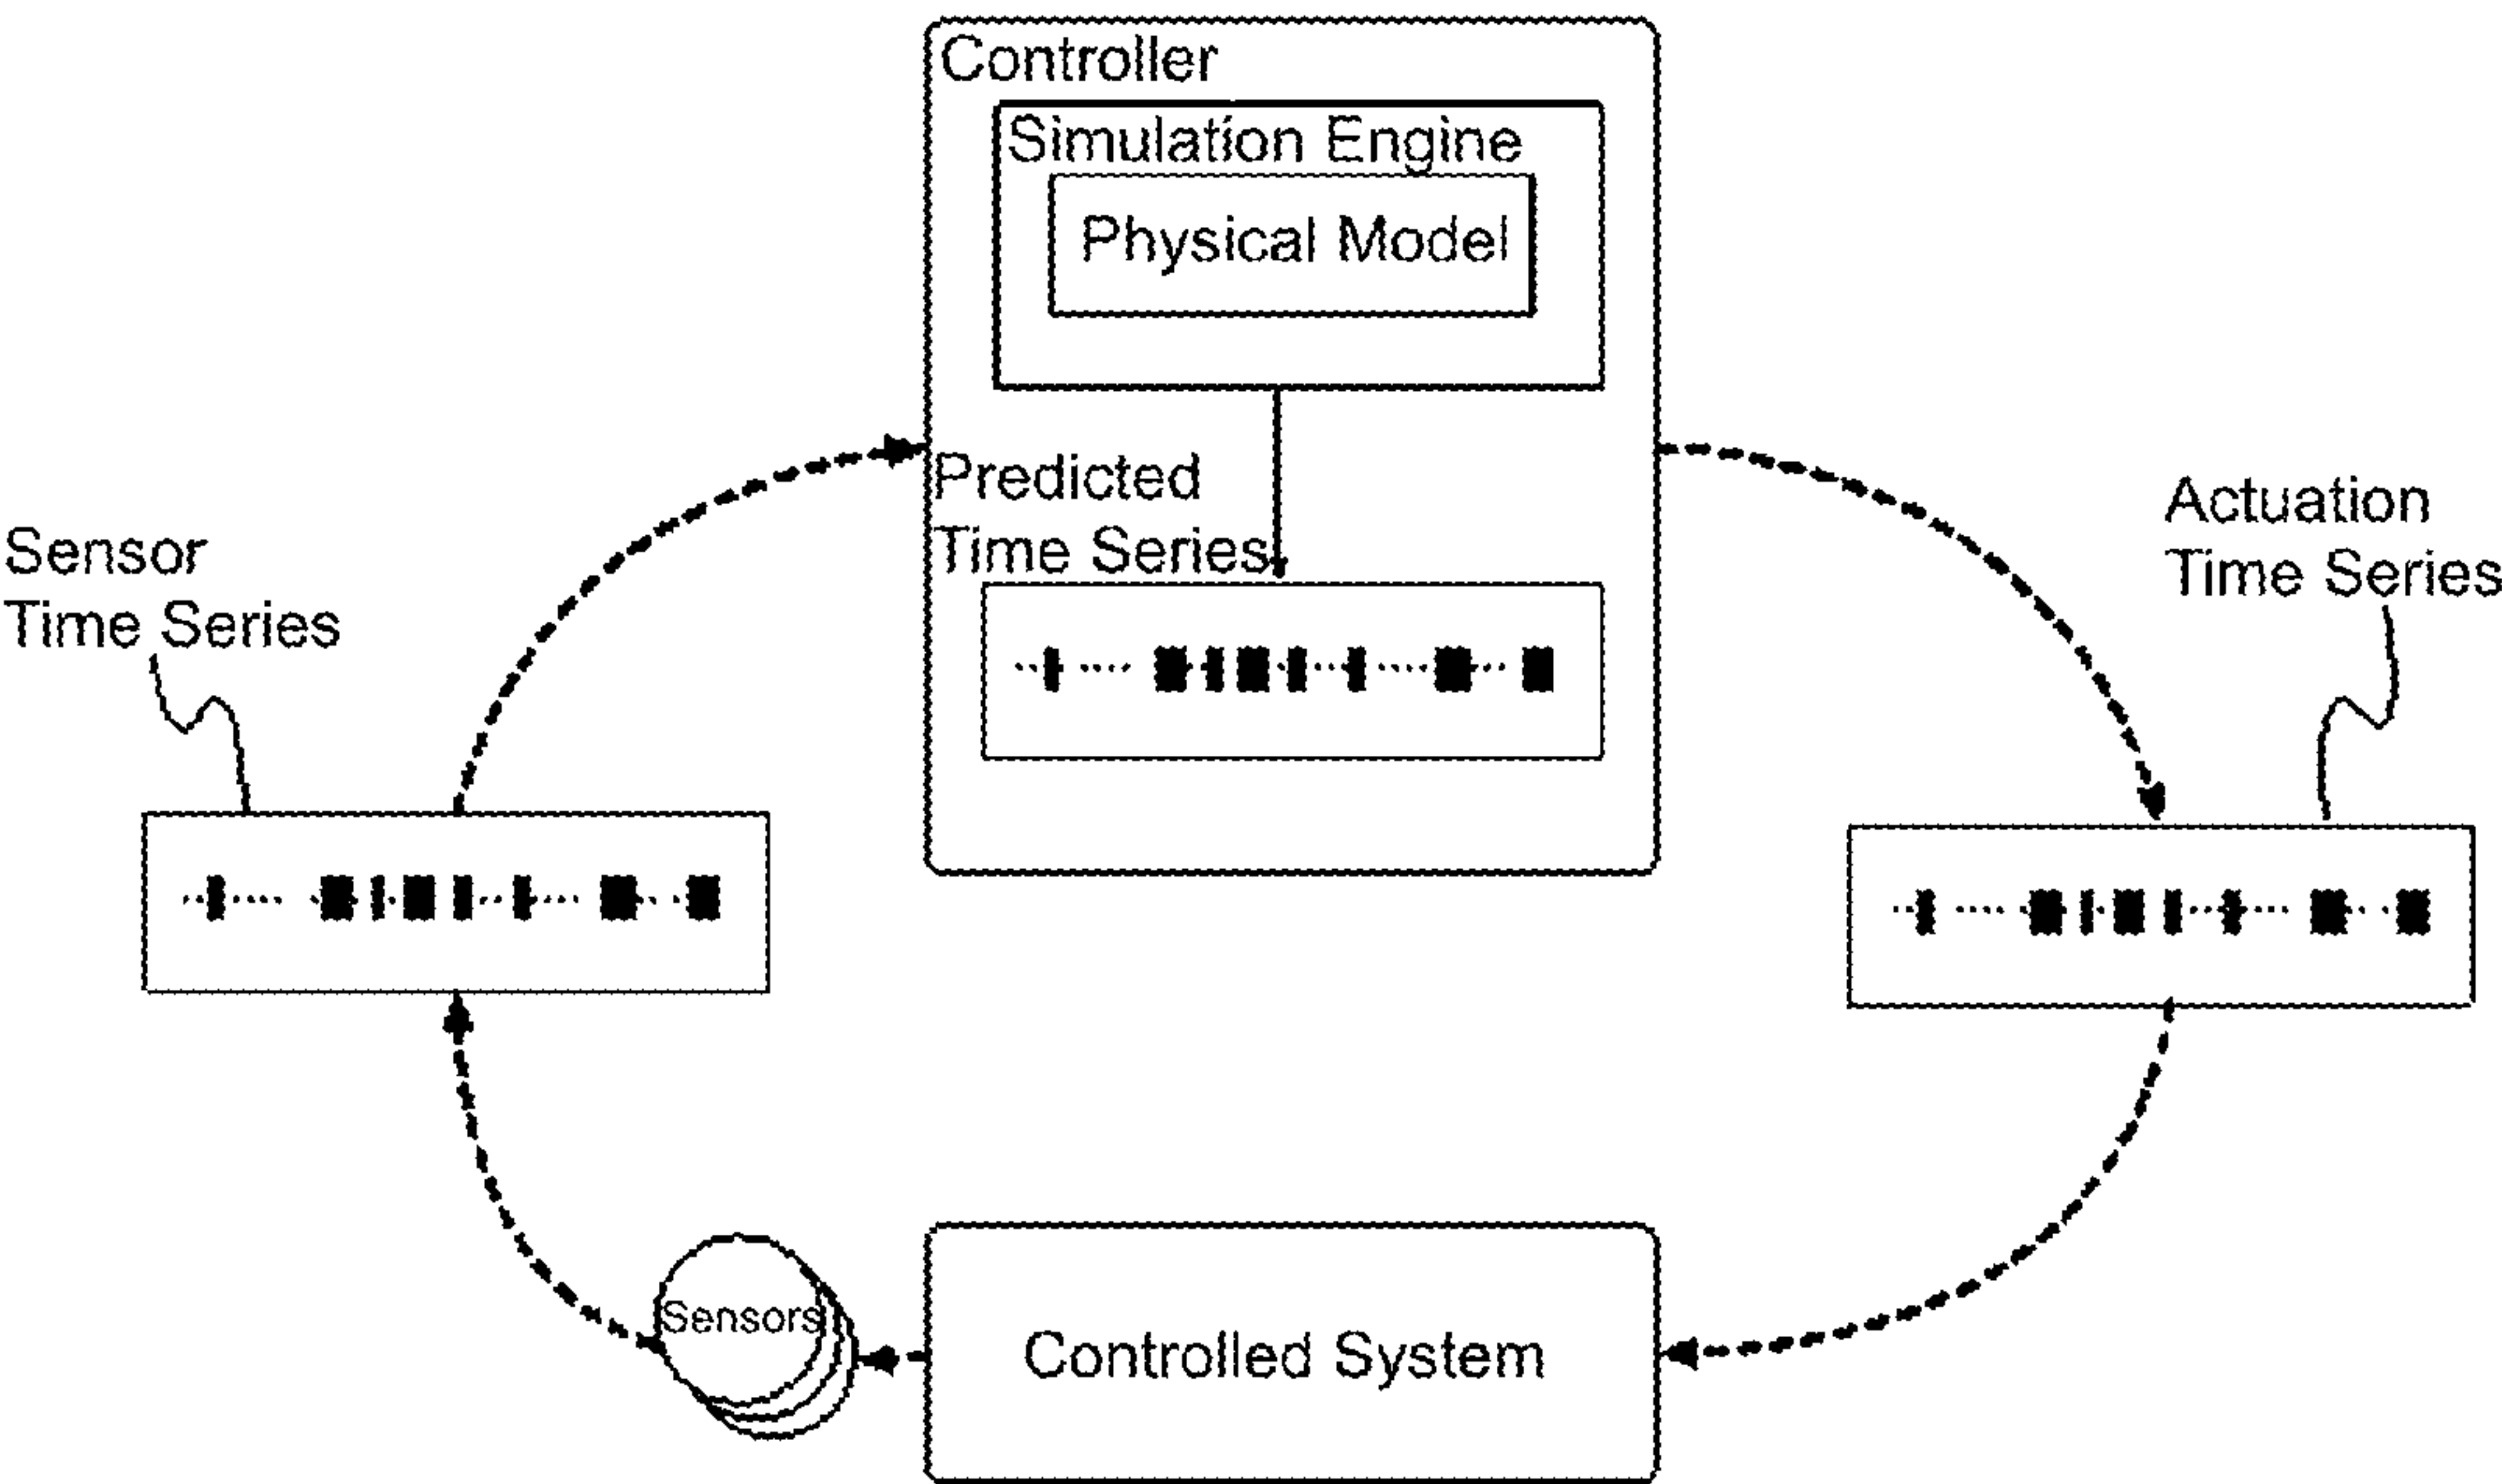 Controller
Simulation Engine
Physical Model
Predicted
Time Series
Sensor
Time Series
Actuation
Time Series
Sensors
Controlled System